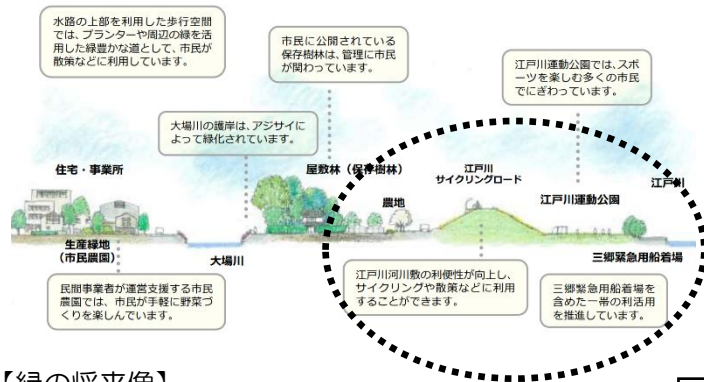 水路の上部を利用した歩行空間
では、プランターや周辺の緑を活
用した緑豊かな道として、市民が
散策などに利用しています。
市民に公開されている
保存樹林は、管理に市民
が関わっています。
江戸川運動公園では、スポ
ーツを楽しむ多くの市民
でにぎわっています。
大場川の護岸は、アジサイに
よって緑化されています。
住宅・事業所
屋敷林（保存樹林）
農地
江戸川
サイクリングロード
江戸川運動公園
江戸川
生産緑地
（市民農園）
大場川
三郷緊急用船着場
民間事業者が運営支援する市民
農園では、市民が手軽に野菜づ
くりを楽しんでいます。
江戸川河川敷の利便性が向上し、
サイクリングや散策などに利用
することができます。
三郷緊急用船着場を
含めた一帯の利活用
を推進しています。
【緑の将来像】